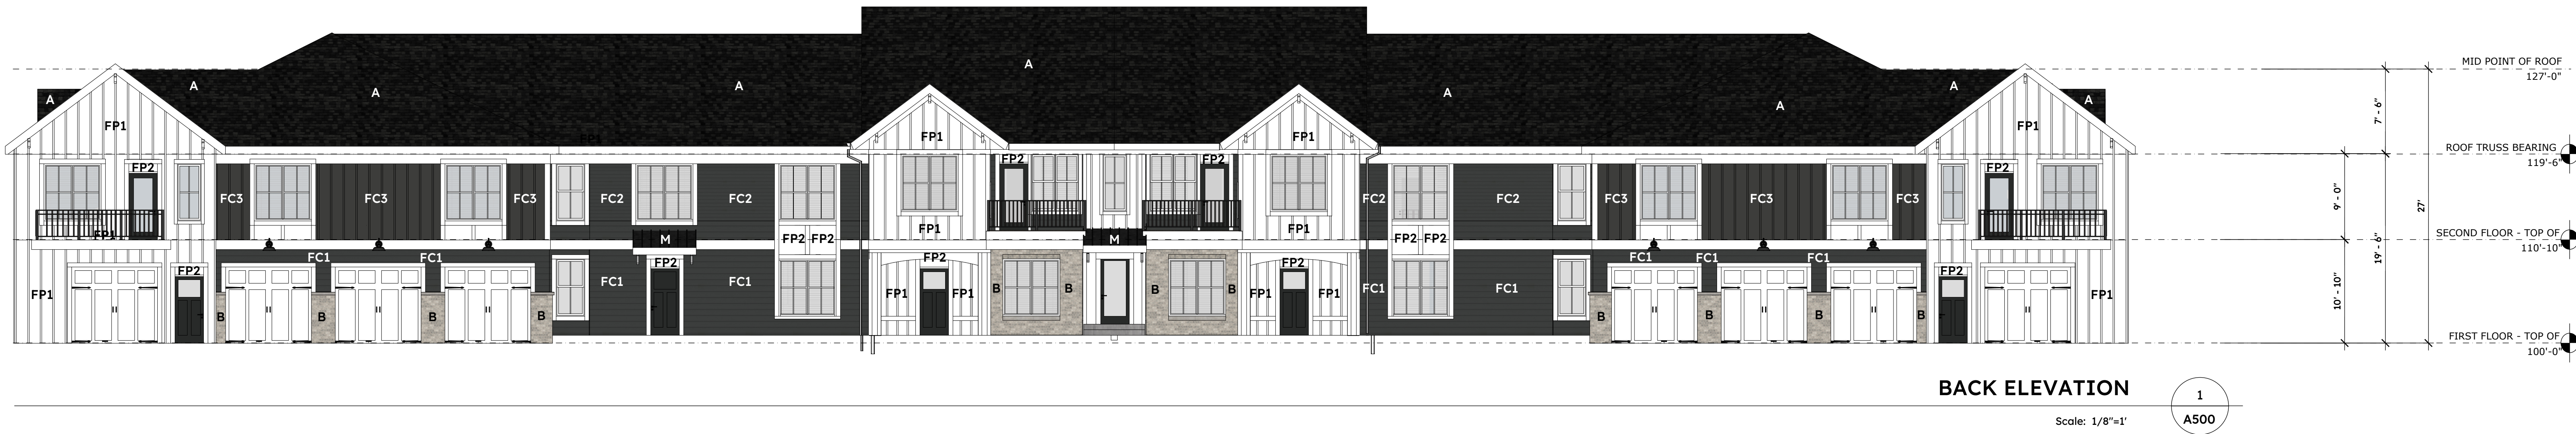 A
A
A
A
A
A
A
A
A
FP1
FP1
FP1
FP1
FP1
MID POINT OF ROOF
127'-0"
7' - 6"
ROOF TRUSS BEARING
119'-6"
FP2
FP2
FP2
FP2
FC3
FC3
FC3
FC2
FC2
FC2
FC2
FC3
FC3
FC3
FP1
FP1
FP1
M
FP2
FP2
M
FP2
FP2
9' - 0"
27'
SECOND FLOOR - TOP OF
110'-10"
FC1
FC1
FC1
FC1
FC1
FP2
FP2
FP2
FP2
FP2
FP1
FC1
FC1
FC1
FC1
FP1
FP1
FP1
FP1
FP1
B
B
B
B
B
B
B
B
B
B
B
B
10' - 10"
19' - 6"
FIRST FLOOR - TOP OF
100'-0"
BACK ELEVATION
1
A500
Scale: 1/8"=1'